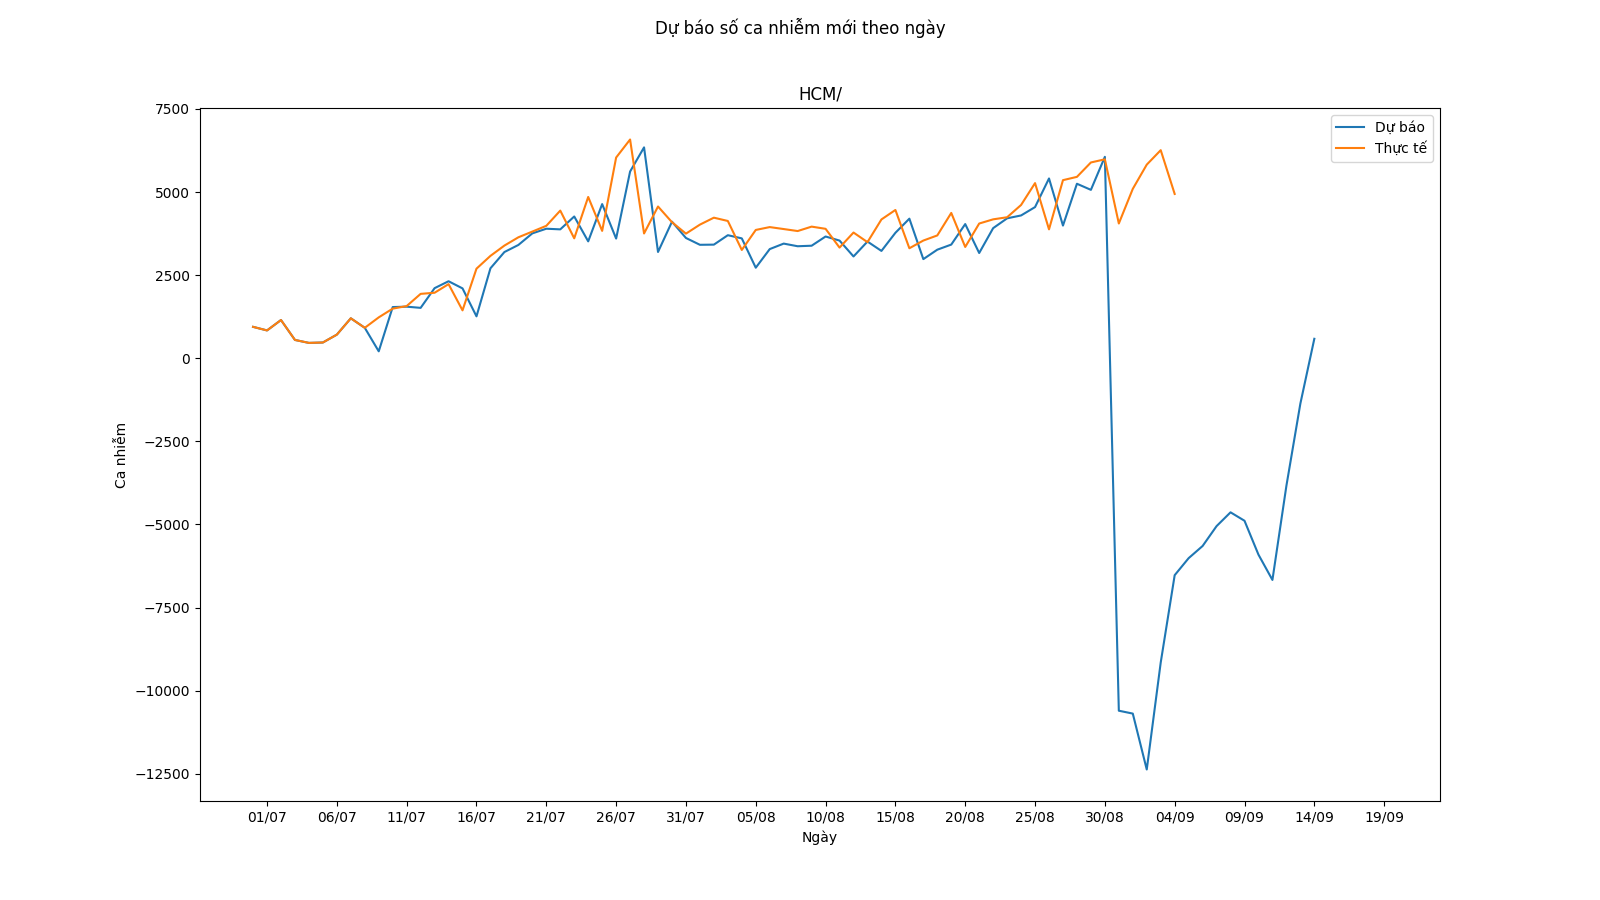 Dự báo số ca nhiễm mới theo ngày
HCM/
Dự báo
Thực tế
7500
5000
2500
0
−2500
−5000
−7500
−10000
−12500
Ca nhiễm
01/07 06/07 11/07 16/07 21/07 26/07 31/07 05/08 10/08 15/08 20/08 25/08 30/08 04/09 09/09 14/09 19/09
Ngày